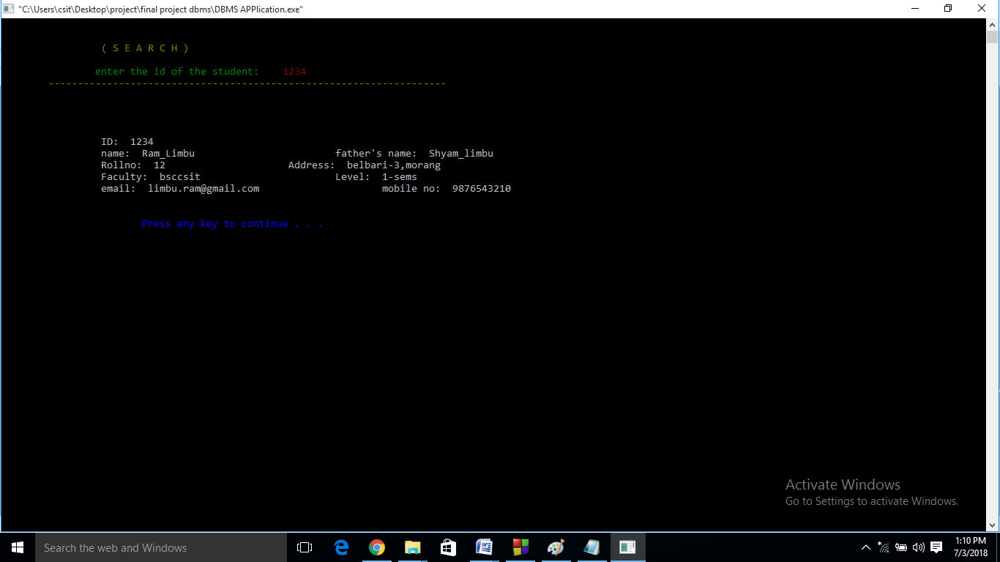 "C:\Users\csit\Desktop\project\final project dbms\DBMS APPlication.exe"
( S E A R C H )
enter the id of the student: 1234
--------------------------------------------------------------------
ID: 1234
name: Ram_Limbu father's name: Shyam_limbu
Rollno: 12 Address: belbari-3,morang
Faculty: bsccsit Level: 1-sems
email: limbu.ram@gmail.com mobile no: 9876543210
Press any key to continue . . .
Activate Windows
Go to Settings to activate Windows.
Search the web and Windows
1:10 PM
7/3/2018